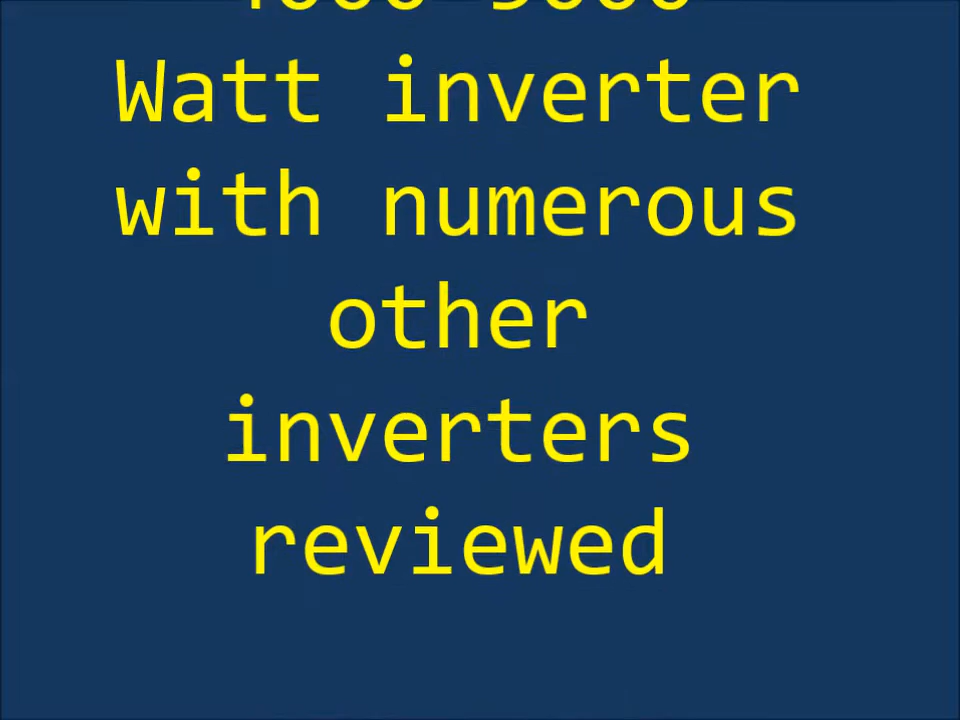 Watt inverter
with numerous
other
inverters
reviewed